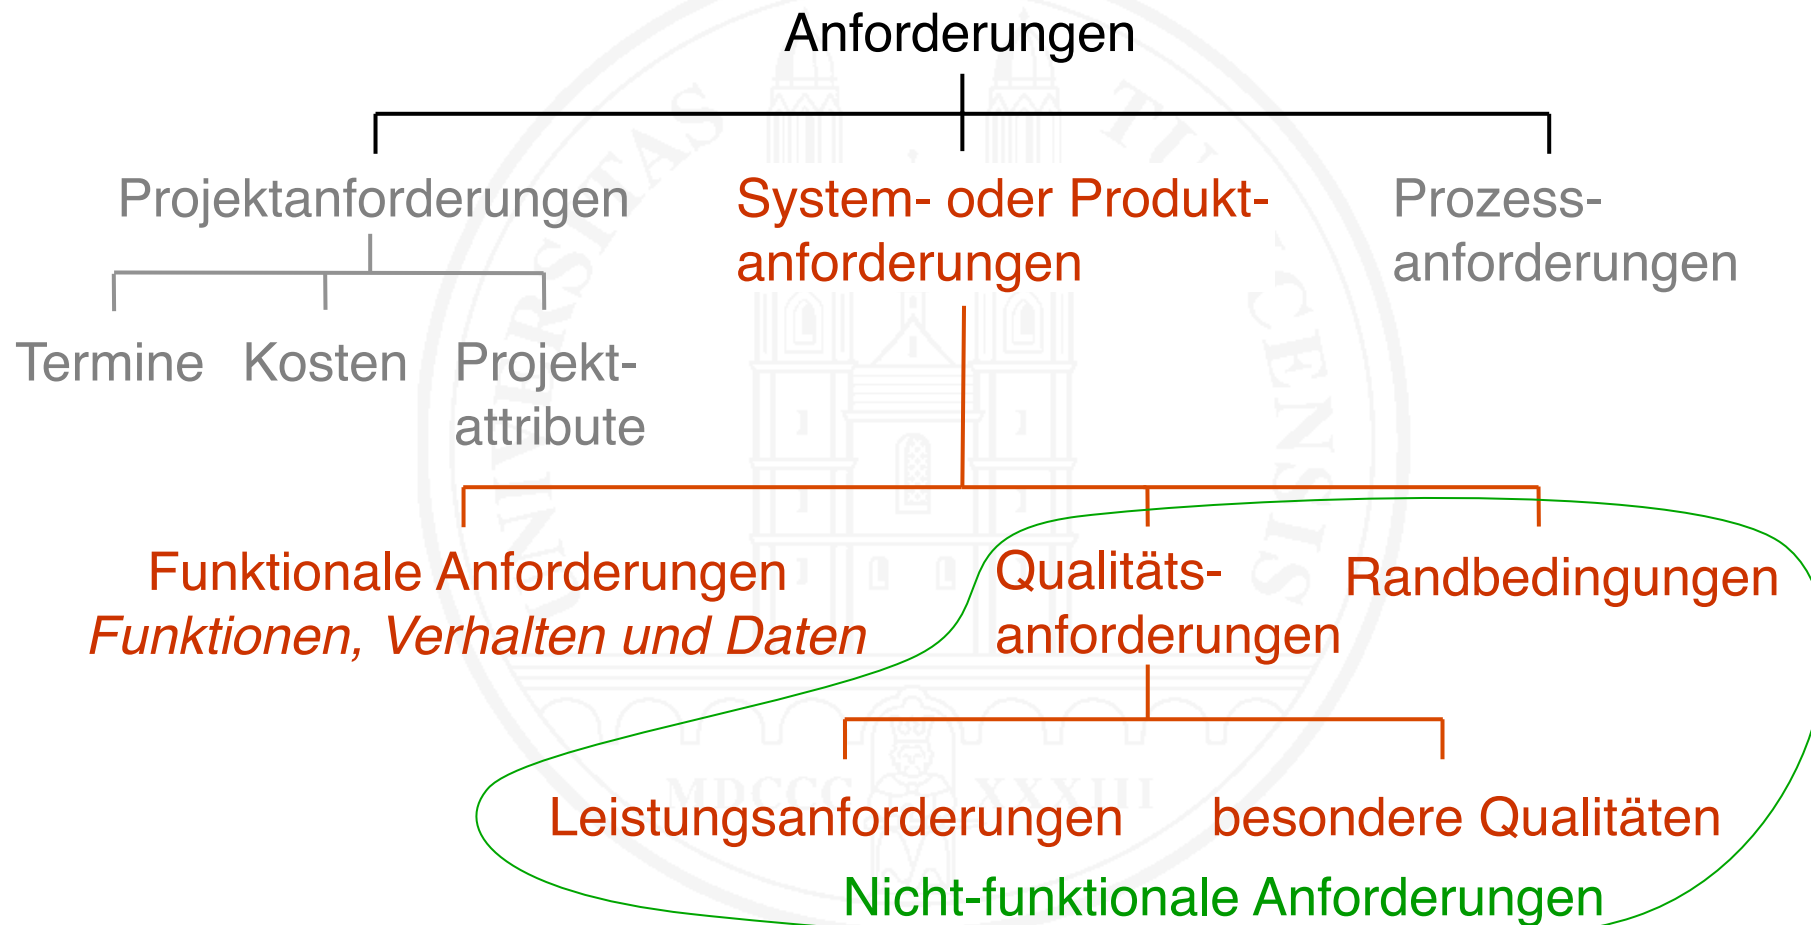 Anforderungen
Projektanforderungen
System- oder Produkt-
anforderungen
Prozess-
anforderungen
Termine
Kosten
Projekt-
attribute
Funktionale Anforderungen
Funktionen, Verhalten und Daten
Qualitäts-
anforderungen
Randbedingungen
Leistungsanforderungen
besondere Qualitäten
Nicht-funktionale Anforderungen